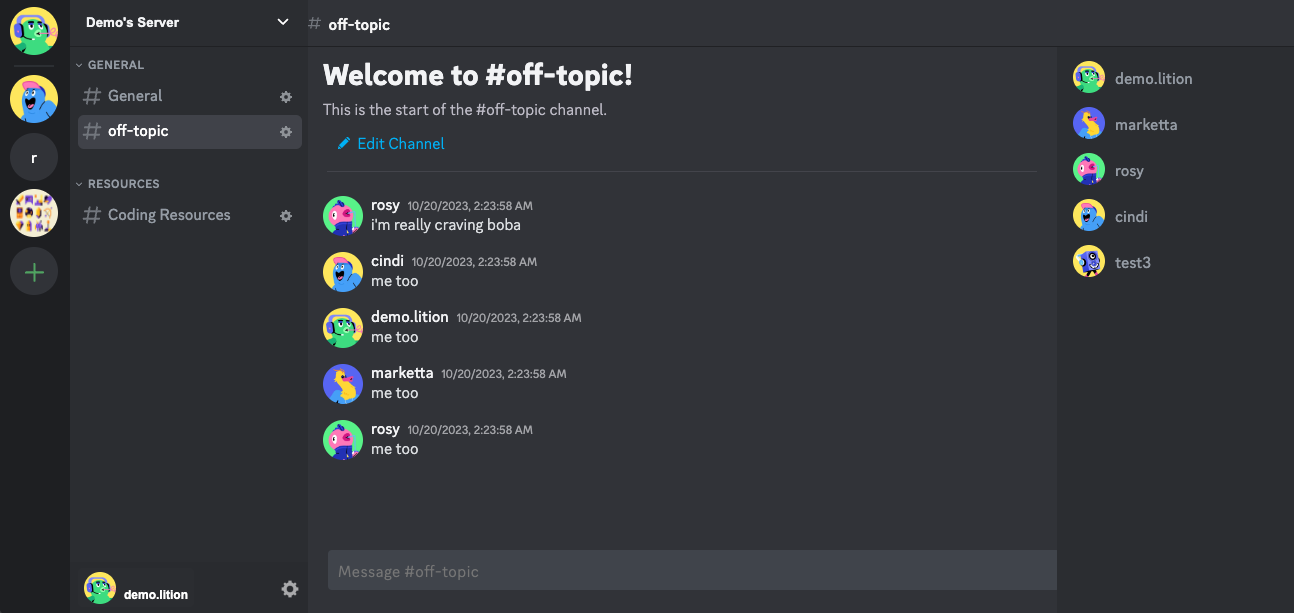 Demo's Server
# off-topic
GENERAL
# General
# off-topic
RESOURCES
# Coding Resources
r
+
demo.lition
Welcome to #off-topic!
This is the start of the #off-topic channel.
Edit Channel
rosy 10/20/2023, 2:23:58 AM
i'm really craving boba
cindi 10/20/2023, 2:23:58 AM
me too
demo.lition 10/20/2023, 2:23:58 AM
me too
marketta 10/20/2023, 2:23:58 AM
me too
rosy 10/20/2023, 2:23:58 AM
me too
Message #off-topic
demo.lition
marketta
rosy
cindi
test3